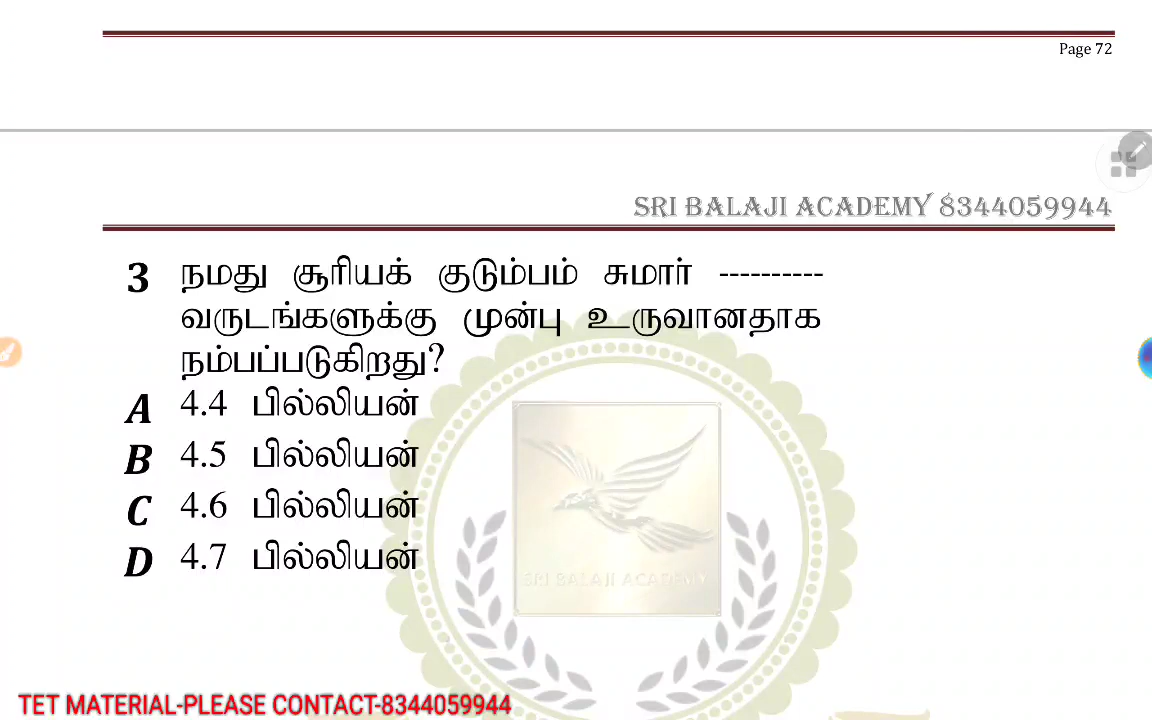 Page 72
SRI BALAJI ACADEMY 8344059944
3 நமது சூரியக் குடும்பம் சுமார் ----------
வருடங்களுக்கு முன்பு உருவானதாக
நம்பப்படுகிறது?
A 4.4 பில்லியன்
B 4.5 பில்லியன்
C 4.6 பில்லியன்
D 4.7 பில்லியன்
SRI BALAJI ACADEMY
TET MATERIAL-PLEASE CONTACT-8344059944